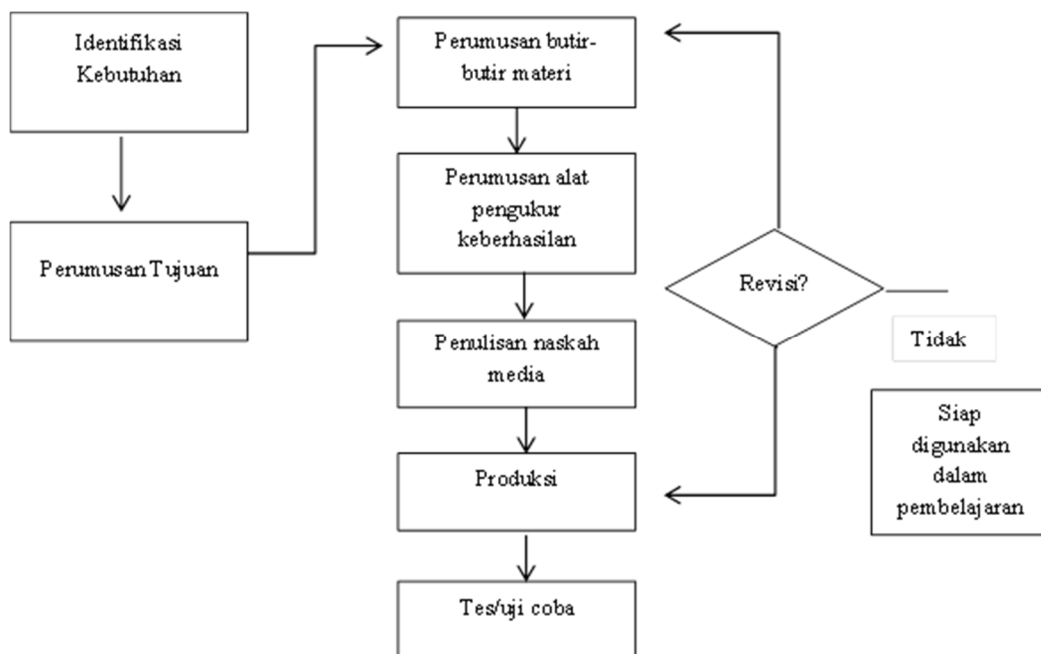 Identifikasi
Kebutuhan
Perumusan Tujuan
Perumusan butir-
butir materi
Perumusan alat
pengukur
keberhasilan
Penulisan naskah
media
Produksi
Tes/uji coba
Revisi?
Tidak
Siap
digunakan
dalam
pembelajaran